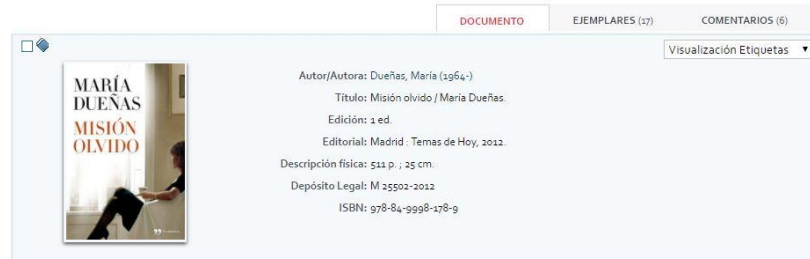 DOCUMENTO EJEMPLARES (17) COMENTARIOS (6)
Visualización Etiquetas
MARÍA
DUEÑAS
MISIÓN
OLVIDO
Autor/Autora: Dueñas, María (1964-)
Título: Misión olvido / María Dueñas.
Edición: 1 ed.
Editorial: Madrid : Temas de Hoy, 2012.
Descripción física: 511 p. ; 25 cm.
Depósito Legal: M 25502-2012
ISBN: 978-84-9998-178-9